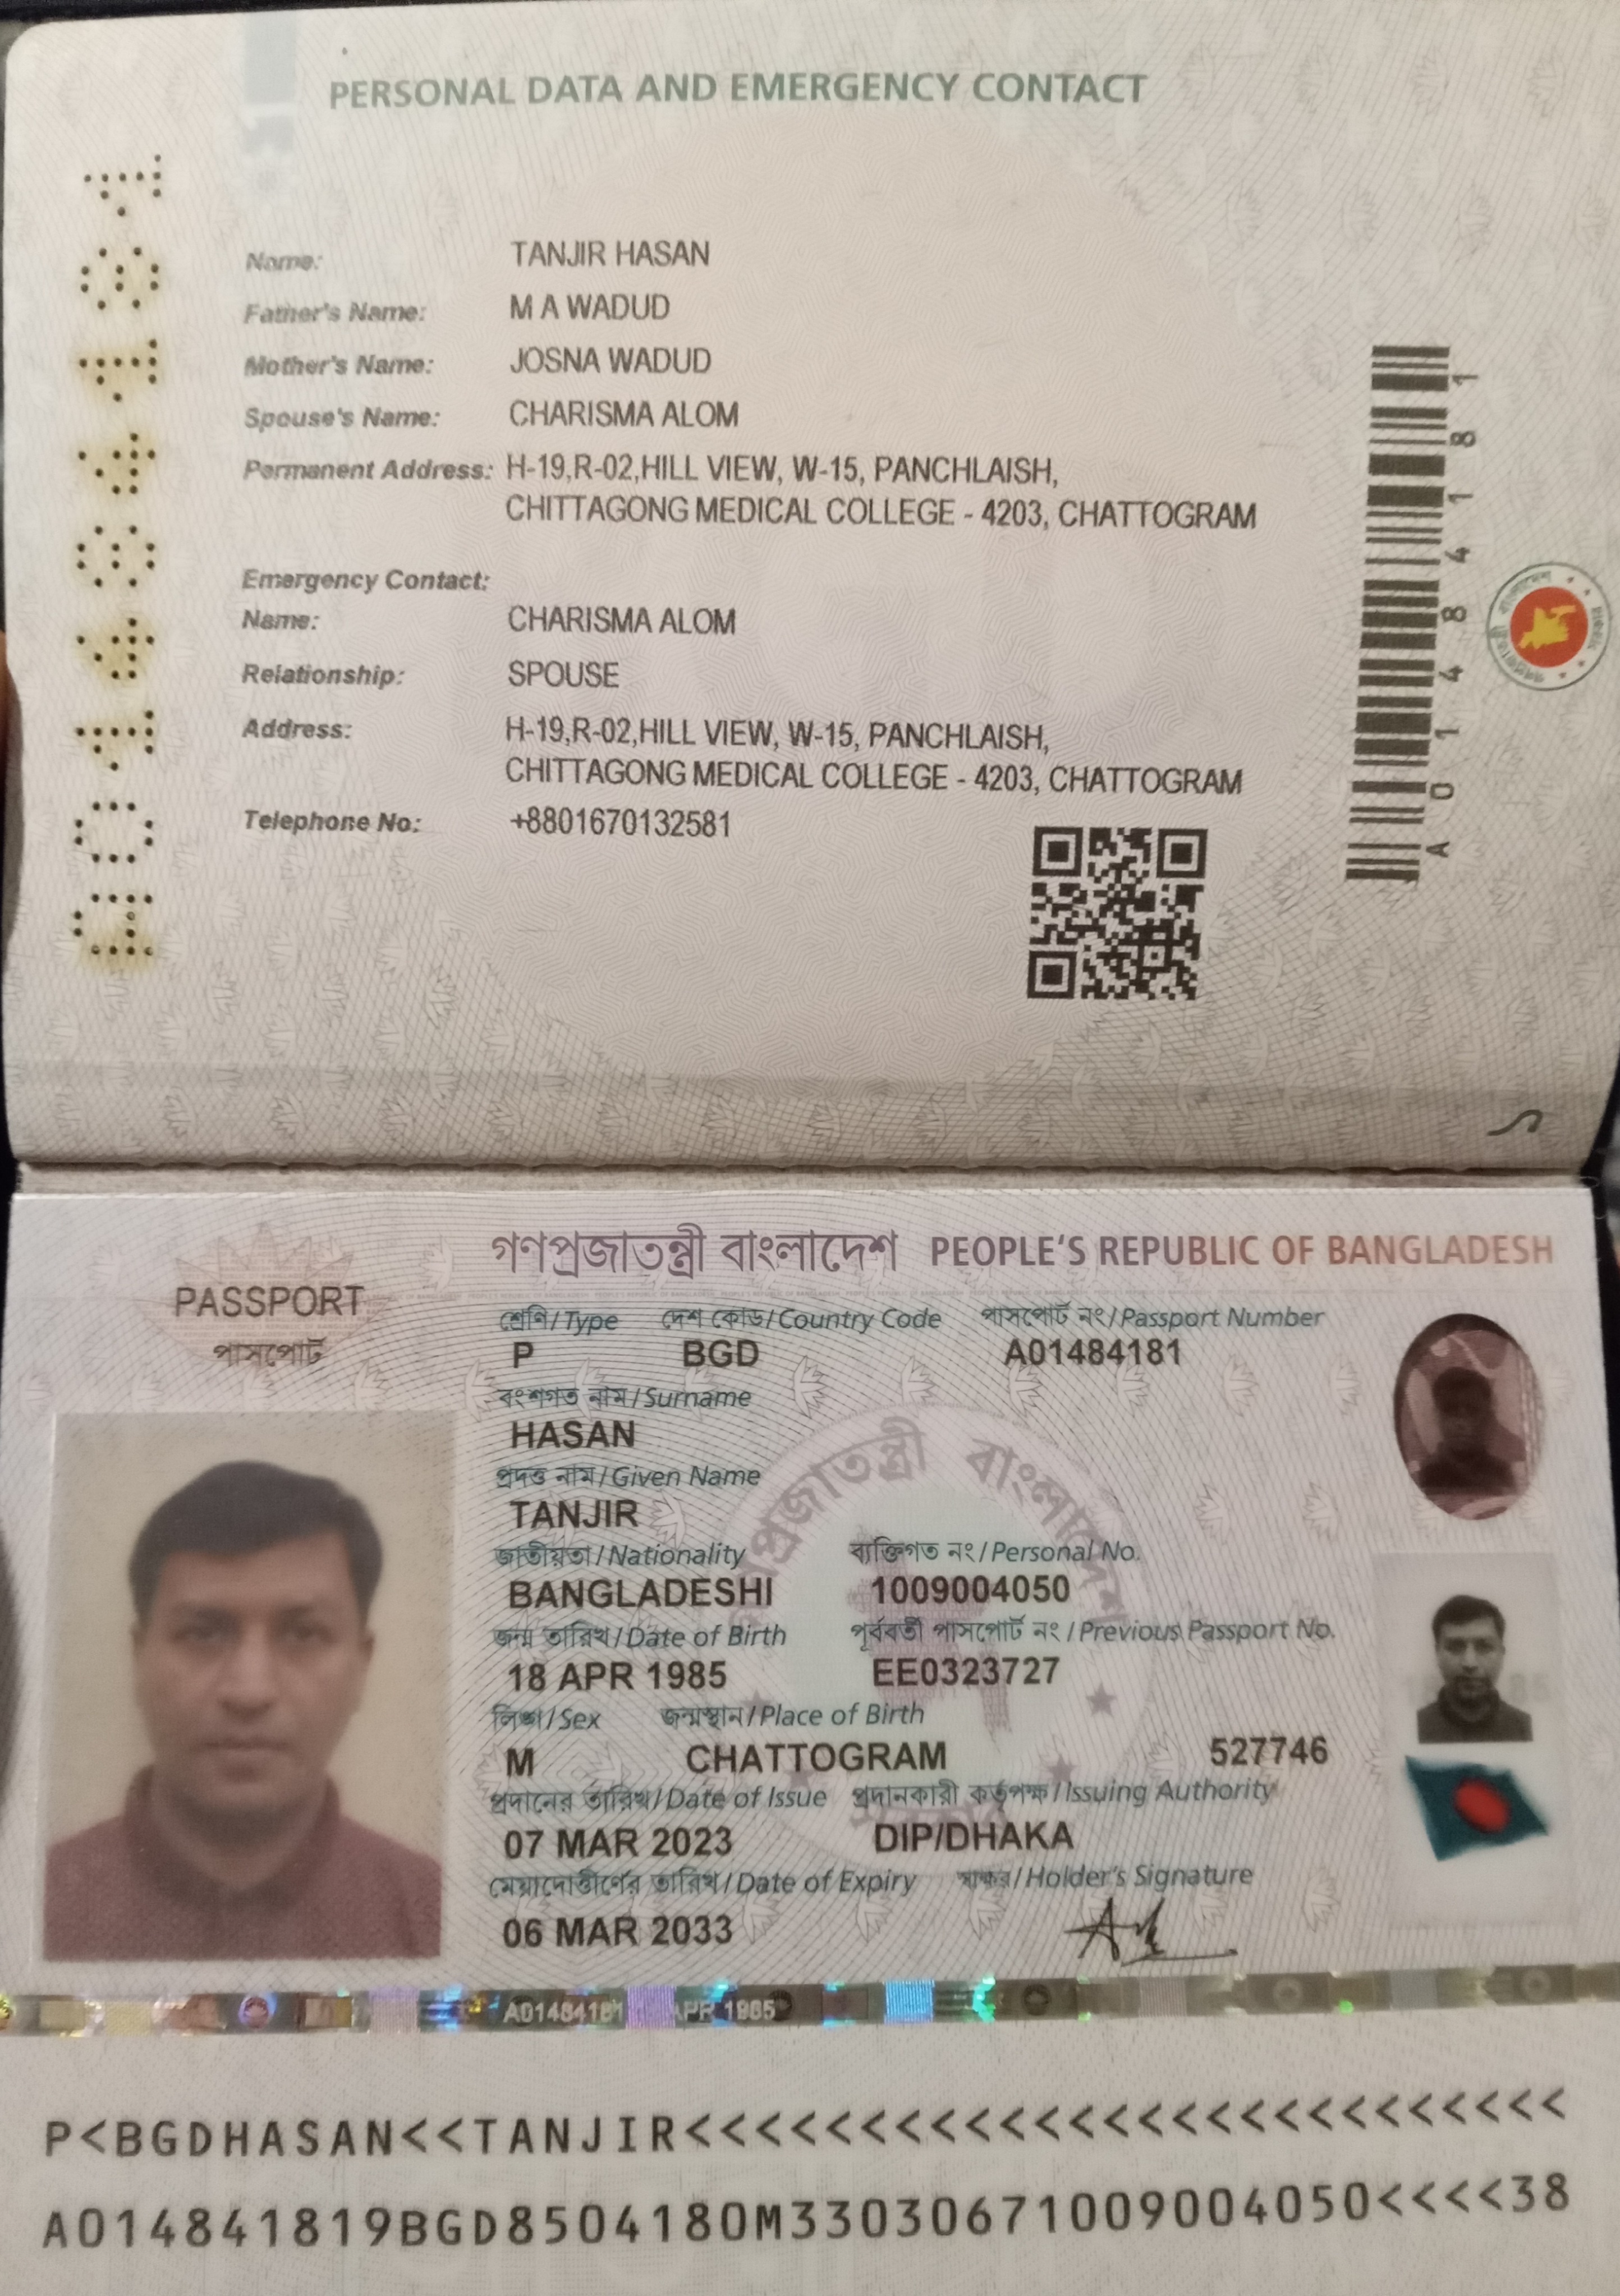 PERSONAL DATA AND EMERGENCY CONTACT
Name: TANJIR HASAN
Father's Name: M A WADUD
Mother's Name: JOSNA WADUD
Spouse's Name: CHARISMA ALOM
Permanent Address: H-19,R-02,HILL VIEW, W-15, PANCHLAISH,
CHITTAGONG MEDICAL COLLEGE - 4203, CHATTOGRAM
Emergency Contact:
Name: CHARISMA ALOM
Relationship: SPOUSE
Address: H-19,R-02,HILL VIEW, W-15, PANCHLAISH,
CHITTAGONG MEDICAL COLLEGE - 4203, CHATTOGRAM
Telephone No: +8801670132581
A01484181
গণপ্রজাতন্ত্রী বাংলাদেশ PEOPLE'S REPUBLIC OF BANGLADESH
PASSPORT
পাসপোর্ট
শ্রেণি/Type দেশ কোড/Country Code পাসপোর্ট নং/Passport Number
P BGD A01484181
বংশগত নাম/Surname
HASAN
প্রদত্ত নাম/Given Name
TANJIR
জাতীয়তা/Nationality ব্যক্তিগত নং/Personal No.
BANGLADESHI 1009004050
জন্ম তারিখ/Date of Birth পূর্ববর্তী পাসপোর্ট নং/Previous Passport No.
18 APR 1985 EE0323727
লিঙ্গ/Sex জন্মস্থান/Place of Birth
M CHATTOGRAM 527746
প্রদানের তারিখ/Date of Issue প্রদানকারী কর্তৃপক্ষ/Issuing Authority
07 MAR 2023 DIP/DHAKA
মেয়াদোত্তীর্ণের তারিখ/Date of Expiry স্বাক্ষর/Holder's Signature
06 MAR 2033
A01484181 APR 1985
P<BGDHASAN<<TANJIR<<<<<<<<<<<<<<<<<<<<<<<<<<
A014841819BGD8504180M33030671009004050<<<<38